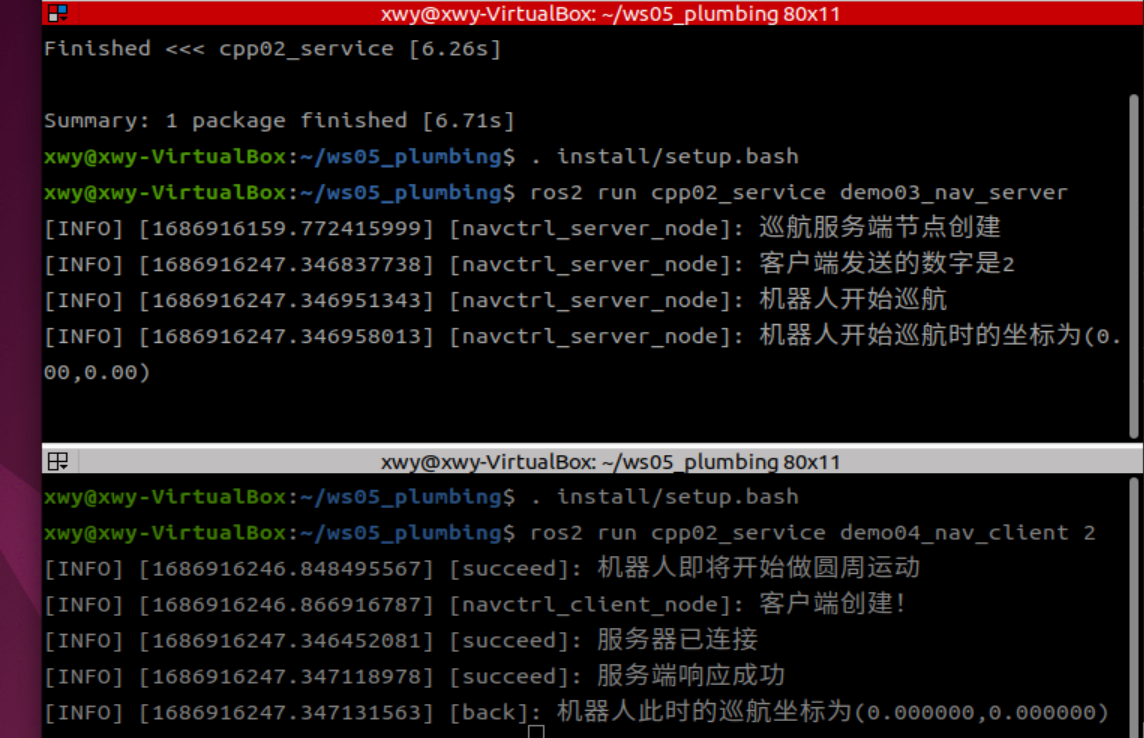 xwy@xwy-VirtualBox: ~/ws05_plumbing 80x11
Finished <<< cpp02_service [6.26s]
Summary: 1 package finished [6.71s]
xwy@xwy-VirtualBox:~/ws05_plumbing$ . install/setup.bash
xwy@xwy-VirtualBox:~/ws05_plumbing$ ros2 run cpp02_service demo03_nav_server
[INFO] [1686916159.772415999] [navctrl_server_node]: 巡航服务端节点创建
[INFO] [1686916247.346837738] [navctrl_server_node]: 客户端发送的数字是2
[INFO] [1686916247.346951343] [navctrl_server_node]: 机器人开始巡航
[INFO] [1686916247.346958013] [navctrl_server_node]: 机器人开始巡航时的坐标为(0.
00,0.00)
xwy@xwy-VirtualBox: ~/ws05_plumbing 80x11
xwy@xwy-VirtualBox:~/ws05_plumbing$ . install/setup.bash
xwy@xwy-VirtualBox:~/ws05_plumbing$ ros2 run cpp02_service demo04_nav_client 2
[INFO] [1686916246.848495567] [succeed]: 机器人即将开始做圆周运动
[INFO] [1686916246.866916787] [navctrl_client_node]: 客户端创建！
[INFO] [1686916247.346452081] [succeed]: 服务器已连接
[INFO] [1686916247.347118978] [succeed]: 服务端响应成功
[INFO] [1686916247.347131563] [back]: 机器人此时的巡航坐标为(0.000000,0.000000)